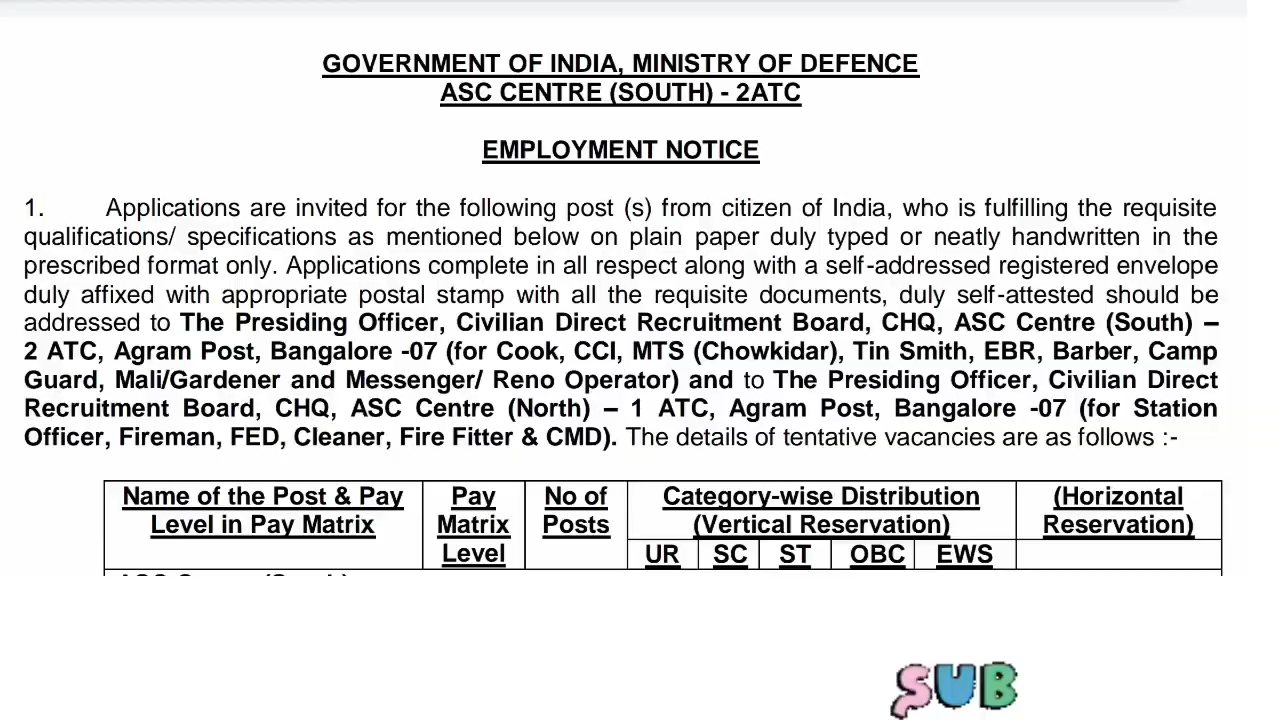 GOVERNMENT OF INDIA, MINISTRY OF DEFENCE
ASC CENTRE (SOUTH) - 2ATC
EMPLOYMENT NOTICE
1. Applications are invited for the following post (s) from citizen of India, who is fulfilling the requisite
qualifications/ specifications as mentioned below on plain paper duly typed or neatly handwritten in the
prescribed format only. Applications complete in all respect along with a self-addressed registered envelope
duly affixed with appropriate postal stamp with all the requisite documents, duly self-attested should be
addressed to The Presiding Officer, Civilian Direct Recruitment Board, CHQ, ASC Centre (South) –
2 ATC, Agram Post, Bangalore -07 (for Cook, CCI, MTS (Chowkidar), Tin Smith, EBR, Barber, Camp
Guard, Mali/Gardener and Messenger/ Reno Operator) and to The Presiding Officer, Civilian Direct
Recruitment Board, CHQ, ASC Centre (North) – 1 ATC, Agram Post, Bangalore -07 (for Station
Officer, Fireman, FED, Cleaner, Fire Fitter & CMD). The details of tentative vacancies are as follows :-
Name of the Post & Pay Pay No of Category-wise Distribution (Horizontal
Level in Pay Matrix Matrix Posts (Vertical Reservation) Reservation)
Level UR SC ST OBC EWS
SUB